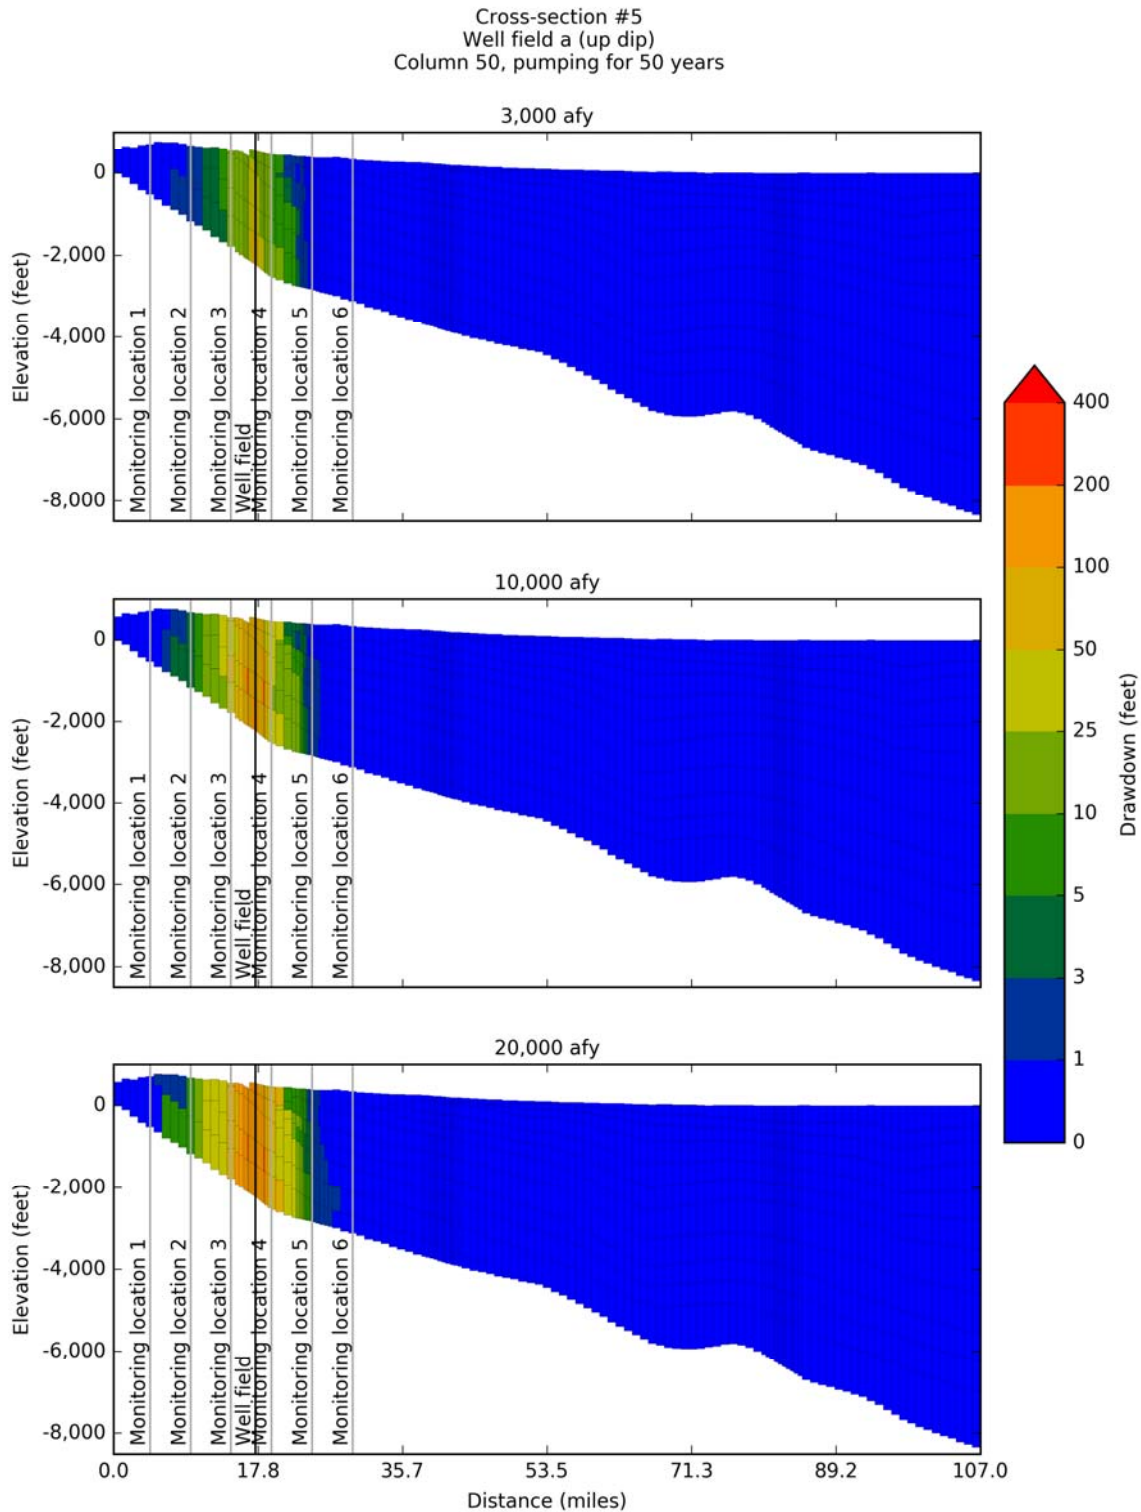 Cross-section #5
Well field a (up dip)
Column 50, pumping for 50 years
3,000 afy
0
-2,000
-4,000
-6,000
-8,000
Elevation (feet)
Monitoring location 1
Monitoring location 2
Monitoring location 3
Well field
Monitoring location 4
Monitoring location 5
Monitoring location 6
10,000 afy
0
-2,000
-4,000
-6,000
-8,000
Elevation (feet)
Monitoring location 1
Monitoring location 2
Monitoring location 3
Well field
Monitoring location 4
Monitoring location 5
Monitoring location 6
20,000 afy
0
-2,000
-4,000
-6,000
-8,000
Elevation (feet)
Monitoring location 1
Monitoring location 2
Monitoring location 3
Well field
Monitoring location 4
Monitoring location 5
Monitoring location 6
0.0 17.8 35.7 53.5 71.3 89.2 107.0
Distance (miles)
400
200
100
50
25
10
5
3
1
0
Drawdown (feet)